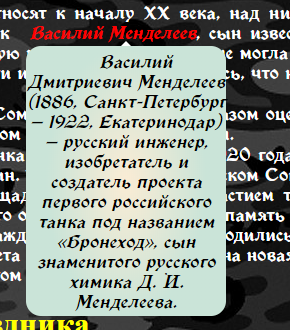 тносят к началу XX века, над ни
к Василий Менделеев, сын извес
Василий
Дмитриевич Менделеев
(1886, Санкт-Петербург
– 1922, Екатеринодар)
– русский инженер,
изобретатель и
создатель проекта
первого российского
танка под названием
«Бронеход», сын
знаменитого русского
химика Д. И.
Менделеева.